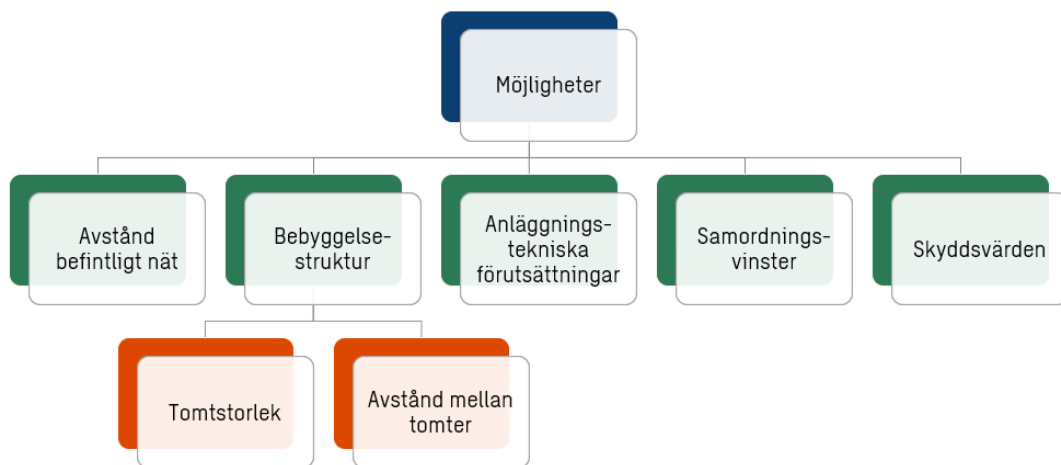 Möjligheter
Avstånd
befintligt nät
Bebyggelse-
struktur
Anläggnings-
tekniska
förutsättningar
Samordnings-
vinster
Skyddsvärden
Tomtstorlek
Avstånd mellan
tomter